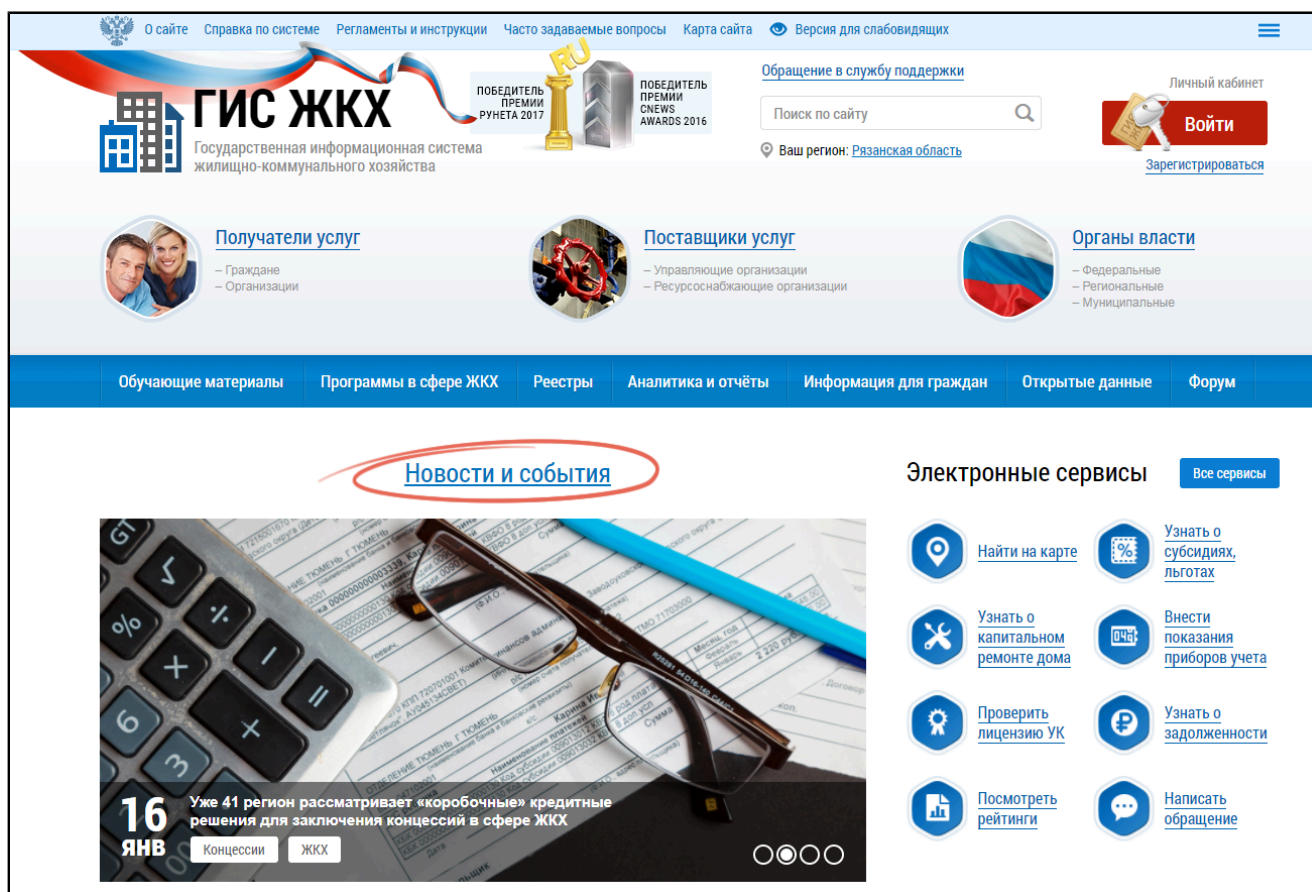 О сайте Справка по системе Регламенты и инструкции Часто задаваемые вопросы Карта сайта Версия для слабовидящих
ГИС ЖКХ
Государственная информационная система
жилищно-коммунального хозяйства
ПОБЕДИТЕЛЬ
ПРЕМИИ
РУНЕТА 2017
RU
ПОБЕДИТЕЛЬ
ПРЕМИИ
CNEWS
AWARDS 2016
Обращение в службу поддержки
Поиск по сайту
Ваш регион: Рязанская область
Личный кабинет
Войти
Зарегистрироваться
Получатели услуг
– Граждане
– Организации
Поставщики услуг
– Управляющие организации
– Ресурсоснабжающие организации
Органы власти
– Федеральные
– Региональные
– Муниципальные
Обучающие материалы Программы в сфере ЖКХ Реестры Аналитика и отчёты Информация для граждан Открытые данные Форум
Новости и события
16
ЯНВ
Уже 41 регион рассматривает «коробочные» кредитные
решения для заключения концессий в сфере ЖКХ
Концессии ЖКХ
Электронные сервисы
Все сервисы
Найти на карте
Узнать о
субсидиях,
льготах
Узнать о
капитальном
ремонте дома
Внести
показания
приборов учета
Проверить
лицензию УК
Узнать о
задолженности
Посмотреть
рейтинги
Написать
обращение